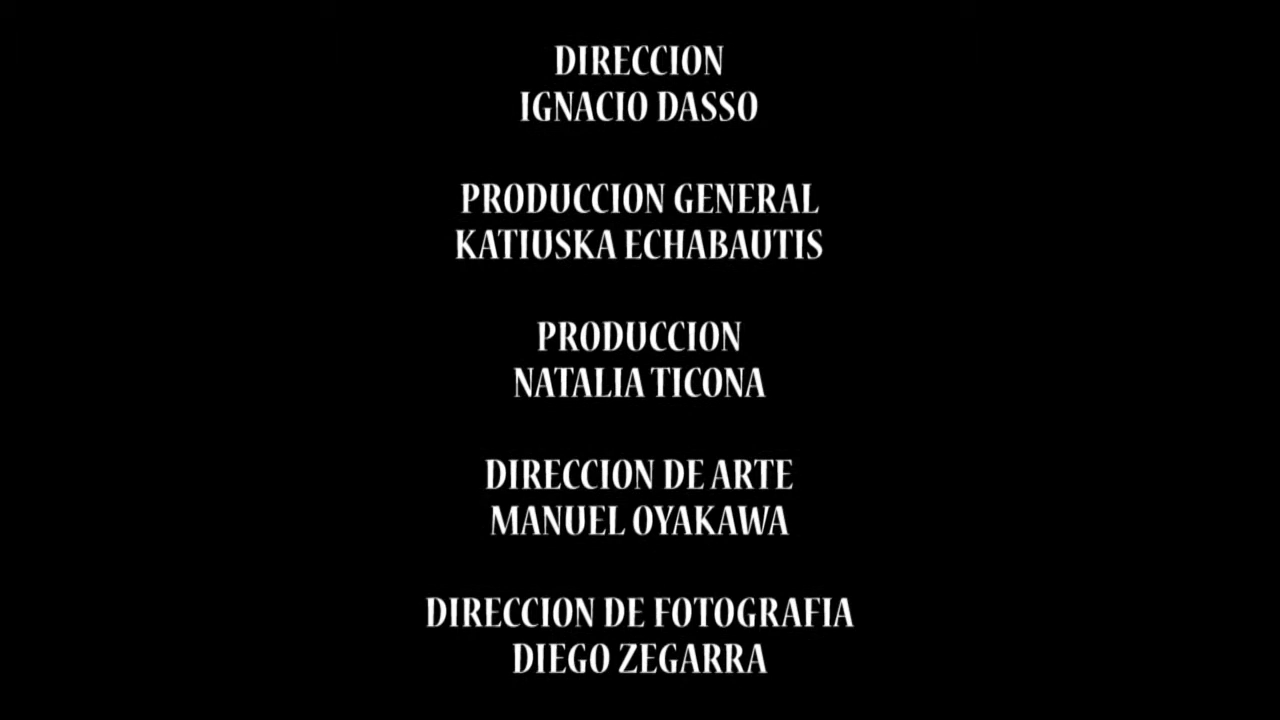 DIRECCION
IGNACIO DASSO
PRODUCCION GENERAL
KATIUSKA ECHABAUTIS
PRODUCCION
NATALIA TICONA
DIRECCION DE ARTE
MANUEL OYAKAWA
DIRECCION DE FOTOGRAFIA
DIEGO ZEGARRA